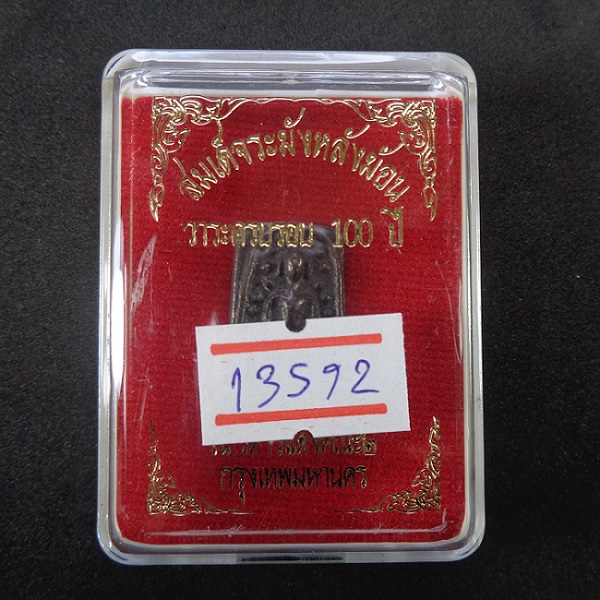 สมเด็จระฆังหลังฆ้อน
วาระครบรอบ 100 ปี
13592
กรุงเทพมหานคร